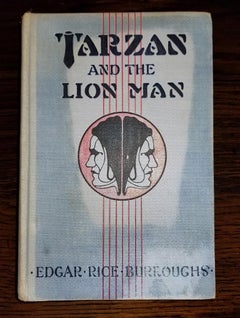 TARZAN
AND THE
LION MAN
·EDGAR·RICE·BURROUGHS·